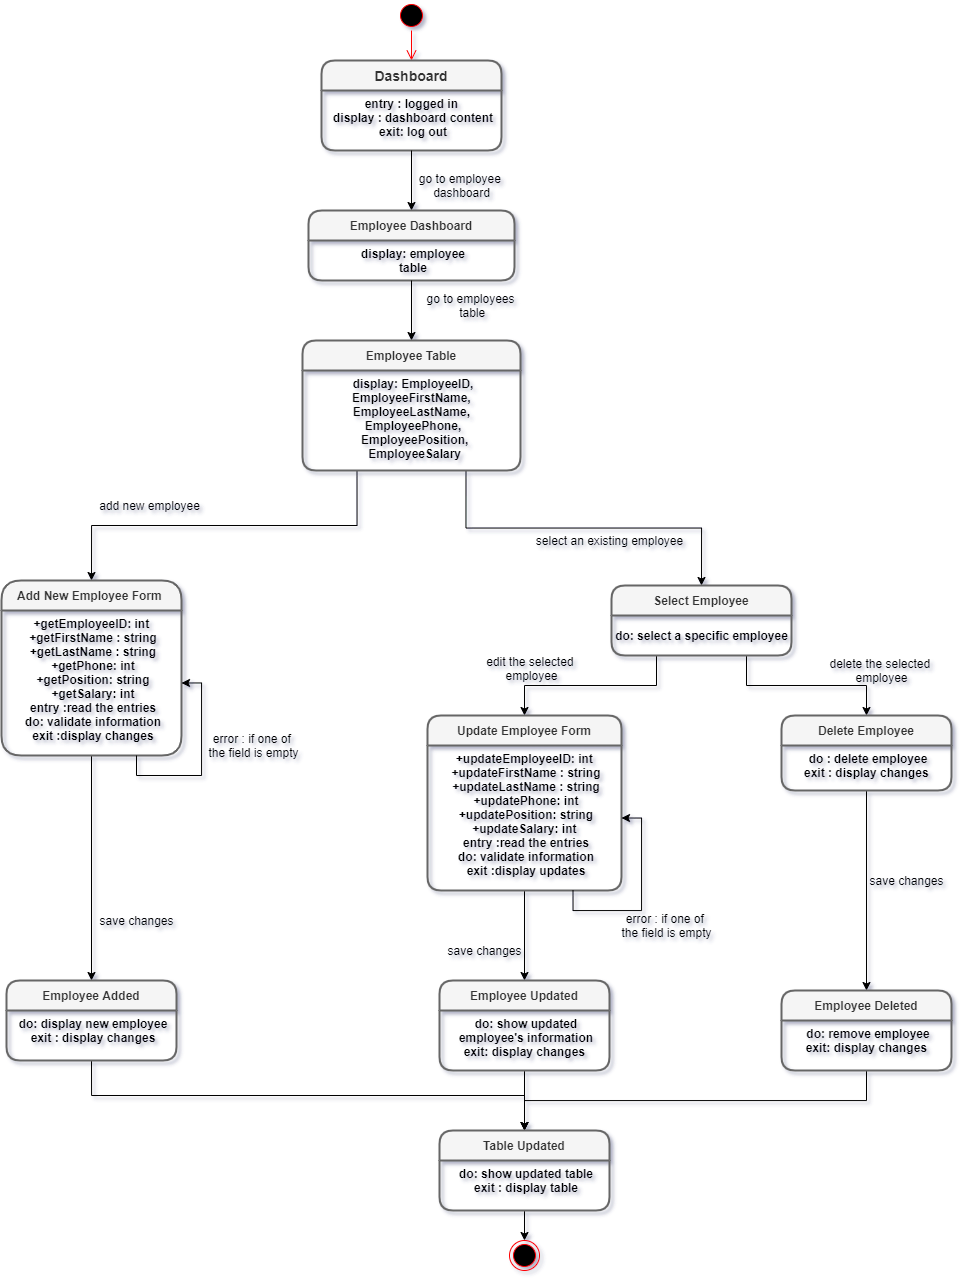 Dashboard
entry : logged in
display : dashboard content
exit: log out
go to employee
dashboard
Employee Dashboard
display: employee
table
go to employees
table
Employee Table
display: EmployeeID,
EmployeeFirstName,
EmployeeLastName,
EmployeePhone,
EmployeePosition,
EmployeeSalary
add new employee
select an existing employee
Add New Employee Form
+getEmployeeID: int
+getFirstName : string
+getLastName : string
+getPhone: int
+getPosition: string
+getSalary: int
entry :read the entries
do: validate information
exit :display changes
error : if one of
the field is empty
Select Employee
do: select a specific employee
edit the selected
employee
delete the selected
employee
Update Employee Form
+updateEmployeeID: int
+updateFirstName : string
+updateLastName : string
+updatePhone: int
+updatePosition: string
+updateSalary: int
entry :read the entries
do: validate information
exit :display updates
error : if one of
the field is empty
Delete Employee
do : delete employee
exit : display changes
save changes
save changes
save changes
Employee Added
do: display new employee
exit : display changes
Employee Updated
do: show updated
employee's information
exit: display changes
Employee Deleted
do: remove employee
exit: display changes
Table Updated
do: show updated table
exit : display table